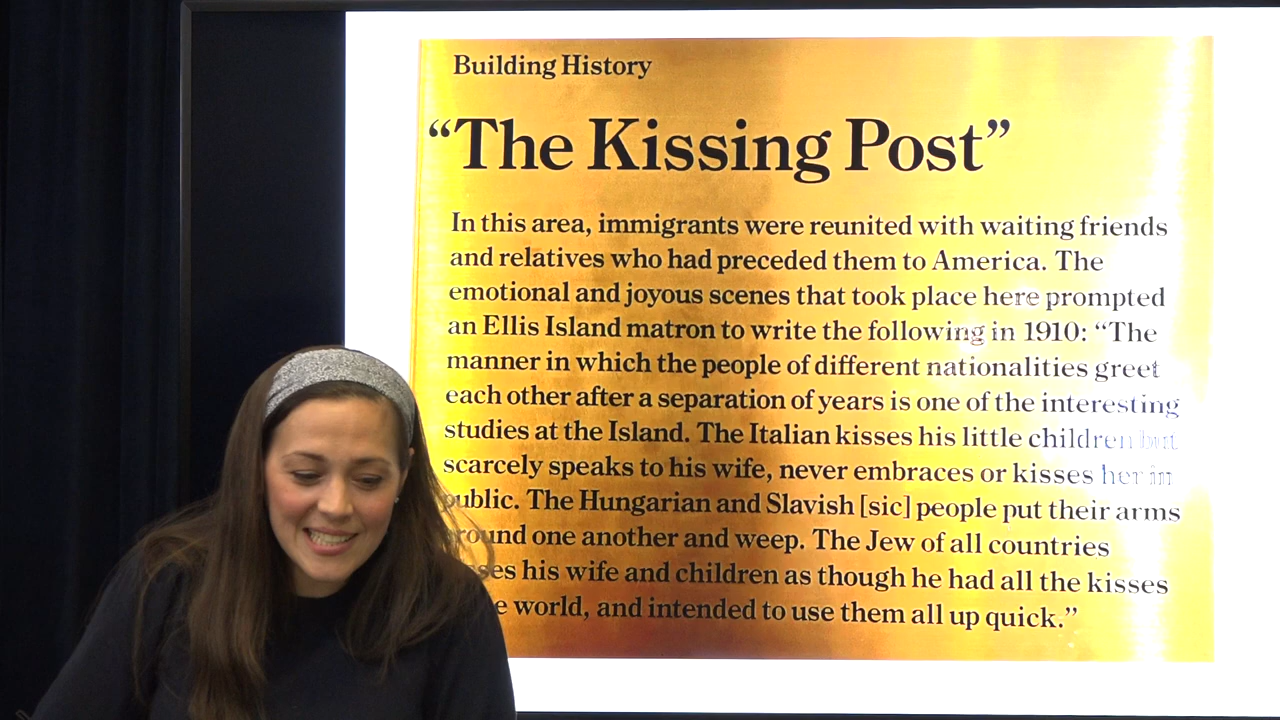 Building History
“The Kissing Post”
In this area, immigrants were reunited with waiting friends
and relatives who had preceded them to America. The
emotional and joyous scenes that took place here prompted
an Ellis Island matron to write the following in 1910: “The
manner in which the people of different nationalities greet
each other after a separation of years is one of the interesting
studies at the Island. The Italian kisses his little children but
scarcely speaks to his wife, never embraces or kisses her in
public. The Hungarian and Slavish [sic] people put their arms
around one another and weep. The Jew of all countries
his wife and children as though he had all the kisses
world, and intended to use them all up quick.”